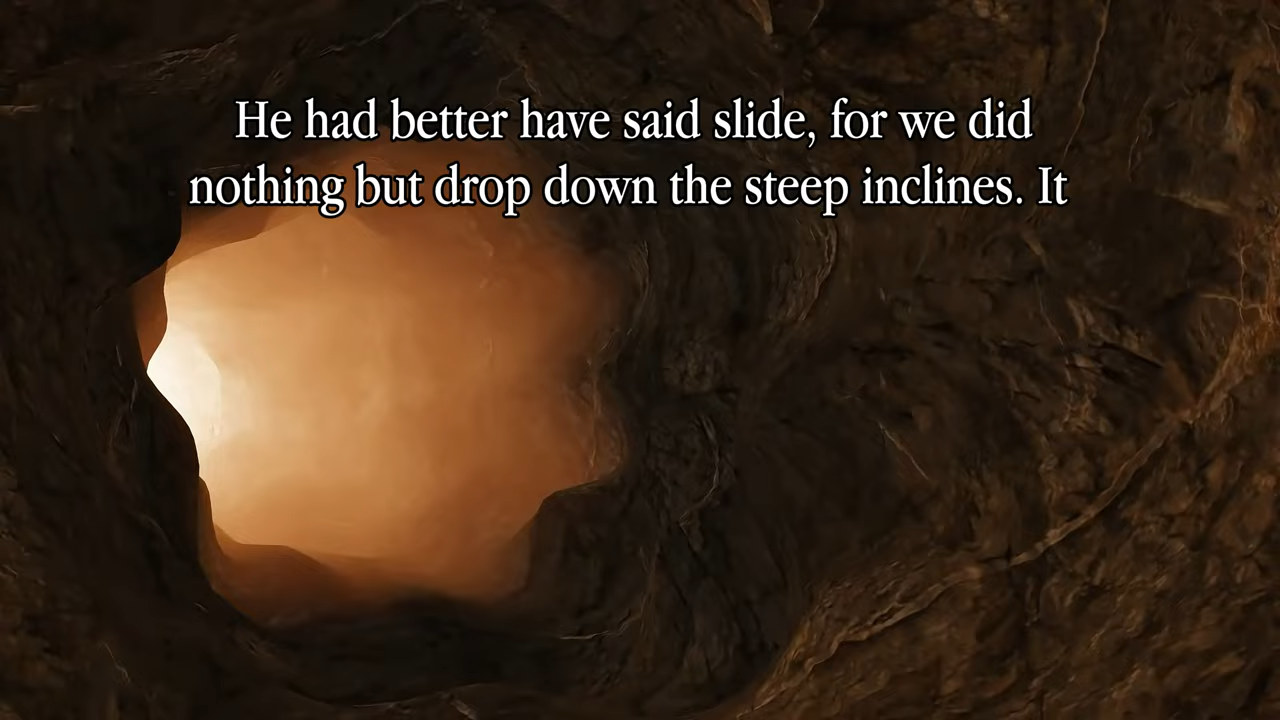 He had better have said slide, for we did
nothing but drop down the steep inclines. It